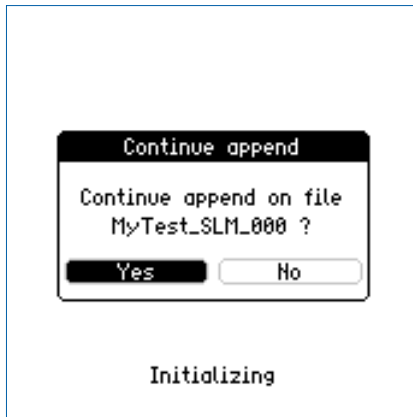 Continue append
Continue append on file
MyTest_SLM_000 ?
Yes No
Initializing